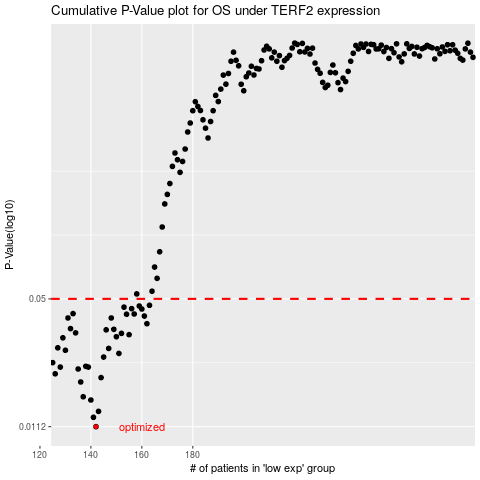 Cumulative P-Value plot for OS under TERF2 expression
P-Value(log10)
0.05
0.0112
optimized
120 140 160 180
# of patients in 'low exp' group